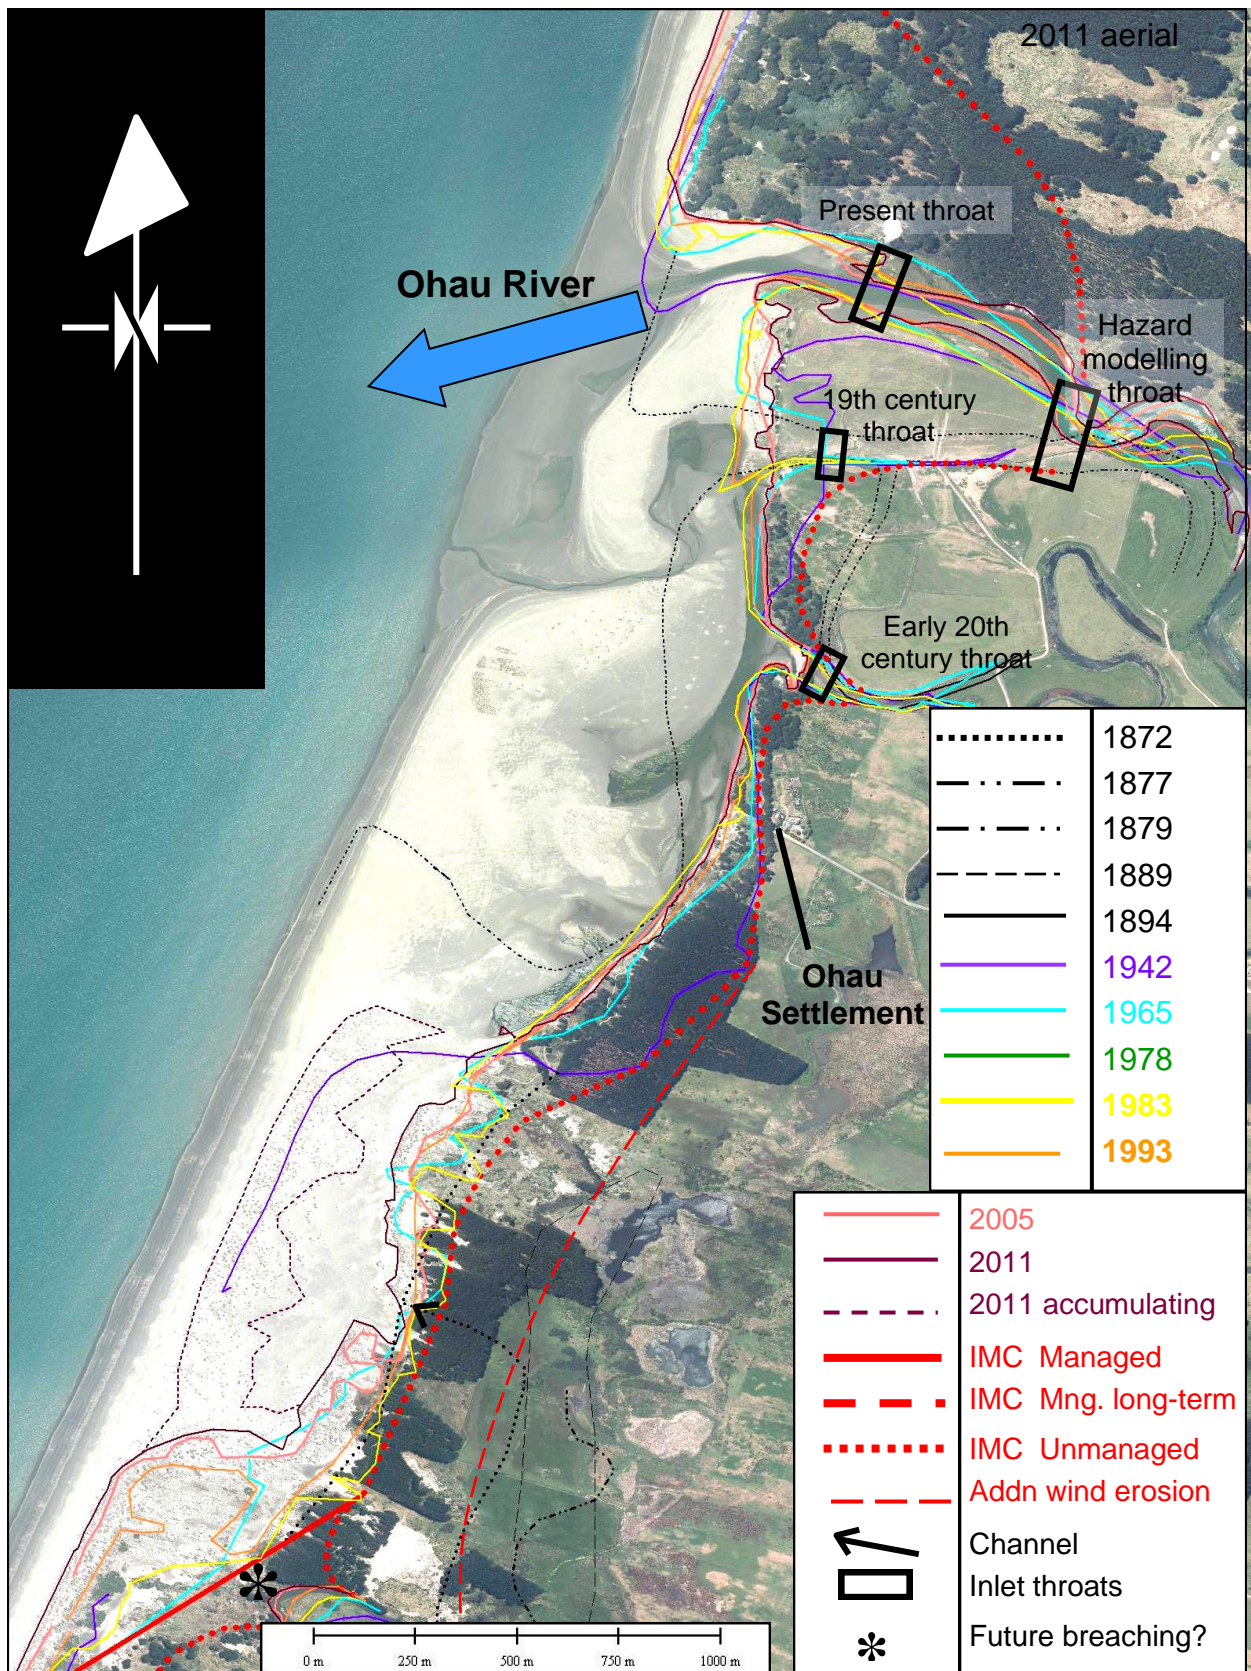 2011 aerial
Present throat
Ohau River
Hazard
modelling
throat
19th century
throat
Early 20th
century throat
Ohau
Settlement
1872
1877
1879
1889
1894
1942
1965
1978
1983
1993
2005
2011
2011 accumulating
IMC Managed
IMC Mng. long-term
IMC Unmanaged
Addn wind erosion
Channel
Inlet throats
Future breaching?
0 m
250 m
500 m
750 m
1000 m